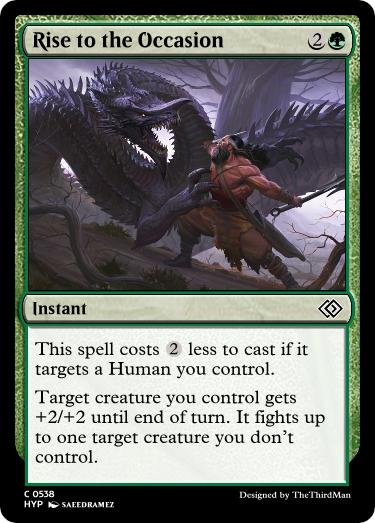 Rise to the Occasion 2
Instant
This spell costs 2 less to cast if it
targets a Human you control.
Target creature you control gets
+2/+2 until end of turn. It fights up
to one target creature you don't
control.
C 0538
HYP SAEEDRAMEZ
Designed by TheThirdMan